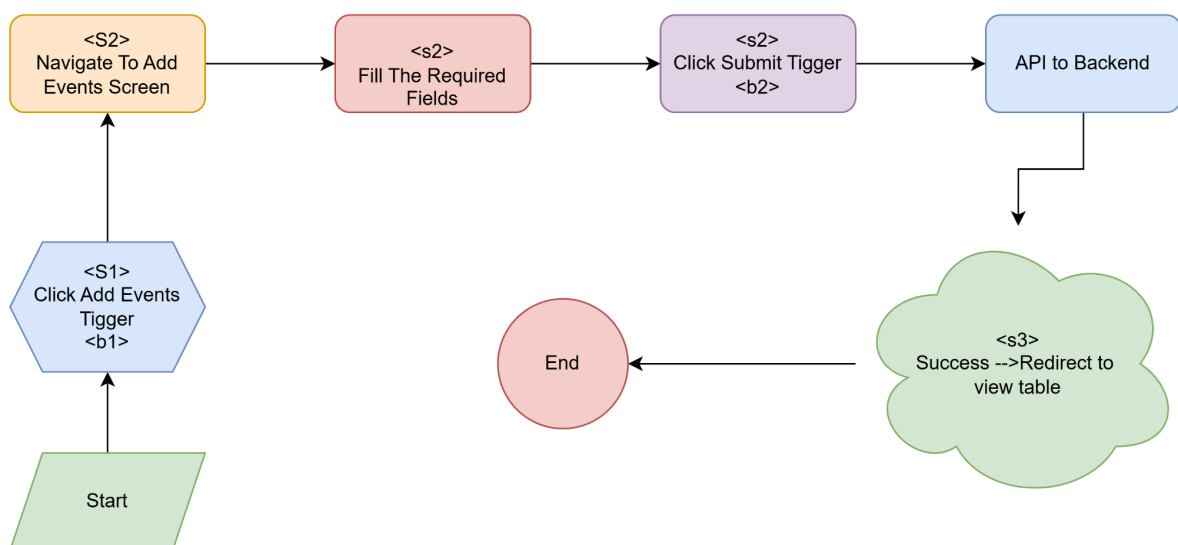 <S2>
Navigate To Add
Events Screen
<s2>
Fill The Required
Fields
<s2>
Click Submit Tigger
<b2>
API to Backend
<S1>
Click Add Events
Tigger
<b1>
<s3>
Success -->Redirect to
view table
End
Start